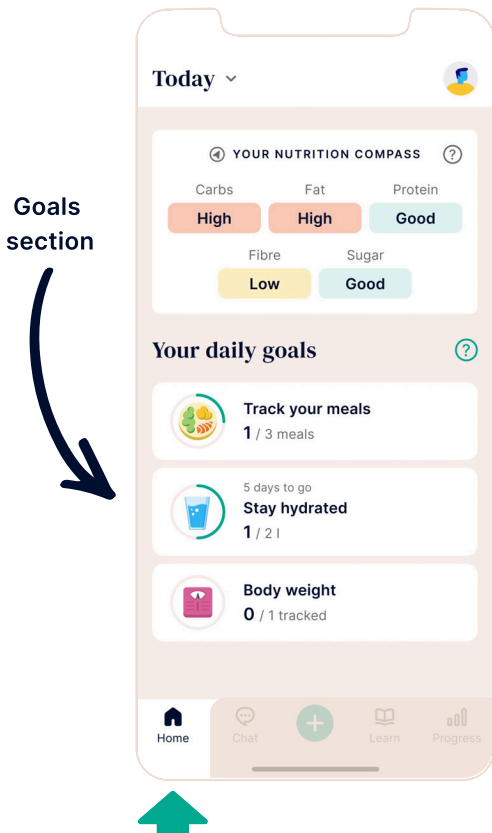 Today
YOUR NUTRITION COMPASS ?
Carbs Fat Protein
High High Good
Fibre Sugar
Low Good
Goals
section
Your daily goals ?
Track your meals
1 / 3 meals
5 days to go
Stay hydrated
1 / 2 l
Body weight
0 / 1 tracked
Home Chat Learn Progress